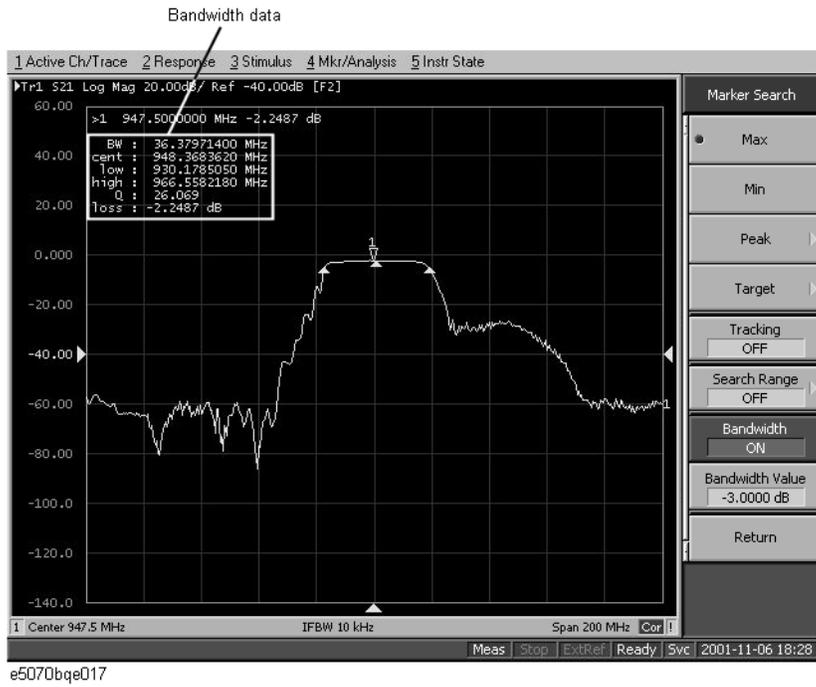 Bandwidth data
1 Active Ch/Trace 2 Response 3 Stimulus 4 Mkr/Analysis 5 Instr State
Tr1 S21 Log Mag 20.00dB/ Ref -40.00dB [F2]
60.00
>1 947.5000000 MHz -2.2487 dB
BW : 36.37971400 MHz
cent : 948.3683620 MHz
low : 930.1785050 MHz
high : 966.5582180 MHz
Q : 26.069
loss : -2.2487 dB
40.00
20.00
0.000
-20.00
-40.00
-60.00
-80.00
-100.0
-120.0
-140.0
1
1
1 Center 947.5 MHz IFBW 10 kHz Span 200 MHz Cor !
Marker Search
Max
Min
Peak
Target
Tracking
OFF
Search Range
OFF
Bandwidth
ON
Bandwidth Value
-3.0000 dB
Return
Meas Stop ExtRef Ready Svc 2001-11-06 18:28
e5070bqe017